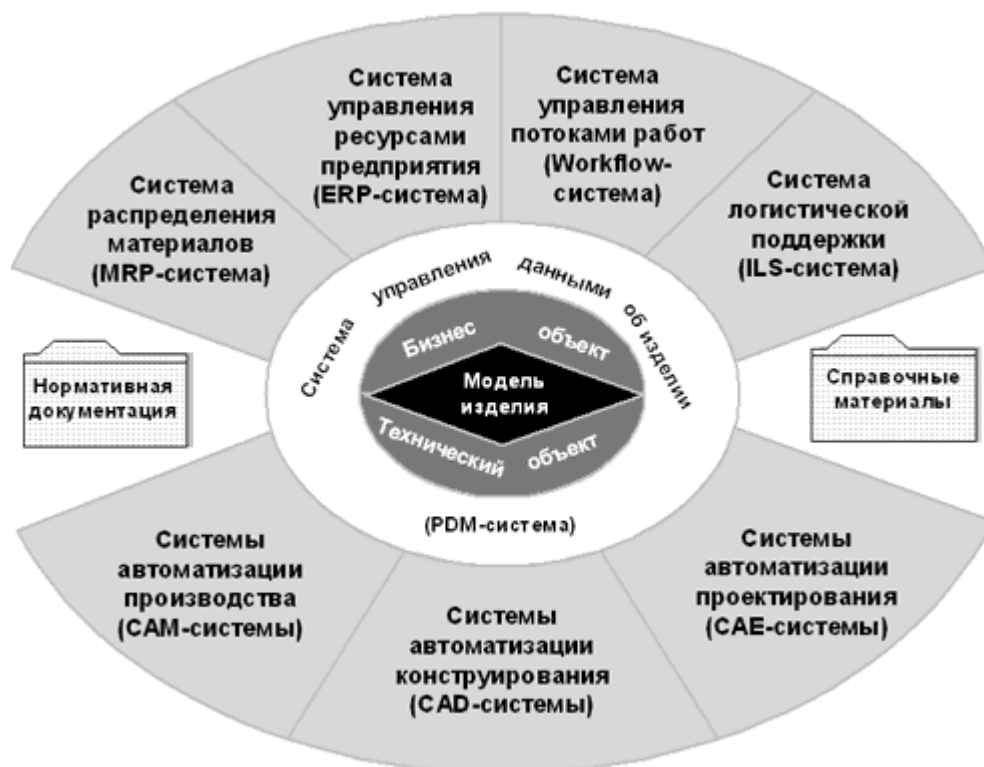 Система
управления
ресурсами
предприятия
(ERP-система)
Система
управления
потоками работ
(Workflow-
система)
Система
распределения
материалов
(MRP-система)
Система
логистической
поддержки
(ILS-система)
Система управления данными об изделии
Бизнес объект
Модель
изделия
Технический объект
(PDM-система)
Нормативная
документация
Справочные
материалы
Системы
автоматизации
производства
(CAM-системы)
Системы
автоматизации
конструирования
(CAD-системы)
Системы
автоматизации
проектирования
(CAE-системы)